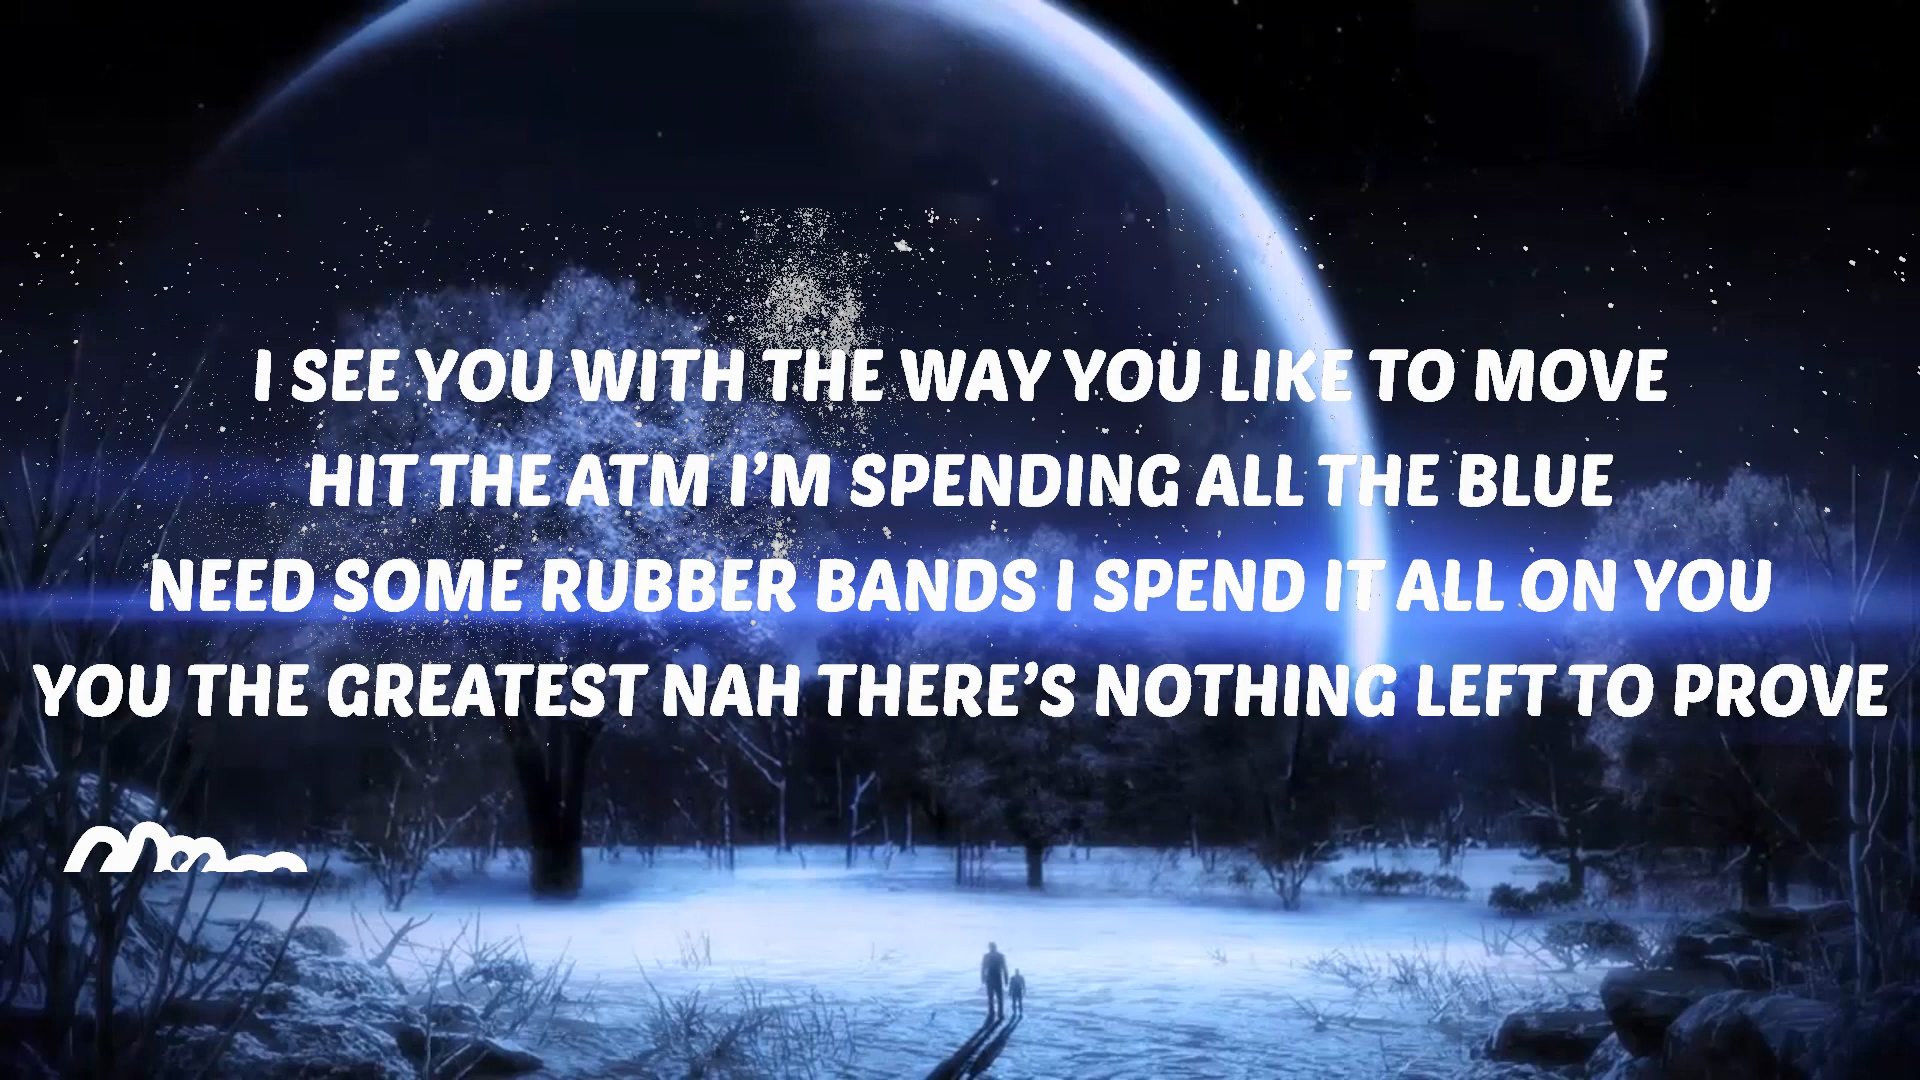 I SEE YOU WITH THE WAY YOU LIKE TO MOVE
HIT THE ATM I’M SPENDING ALL THE BLUE
NEED SOME RUBBER BANDS I SPEND IT ALL ON YOU
YOU THE GREATEST NAH THERE’S NOTHING LEFT TO PROVE